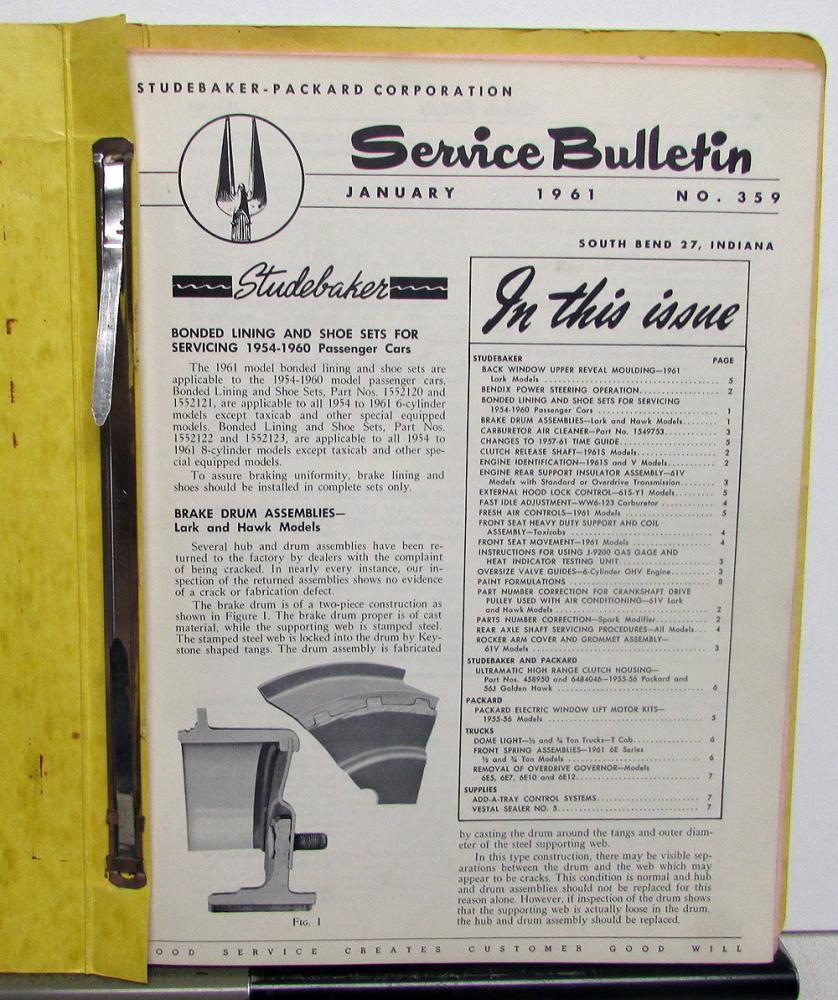 STUDEBAKER-PACKARD CORPORATION
Service Bulletin
JANUARY 1961 NO. 359
SOUTH BEND 27, INDIANA
Studebaker
BONDED LINING AND SHOE SETS FOR
SERVICING 1954-1960 Passenger Cars
The 1961 model bonded lining and shoe sets are
applicable to the 1954-1960 model passenger cars.
Bonded Lining and Shoe Sets, Part Nos. 1552120 and
1552121, are applicable to all 1954 to 1961 6-cylinder
models except taxicab and other special equipped
models. Bonded Lining and Shoe Sets, Part Nos.
1552122 and 1552123, are applicable to all 1954 to
1961 8-cylinder models except taxicab and other spe-
cial equipped models.
To assure braking uniformity, brake lining and
shoes should be installed in complete sets only.
BRAKE DRUM ASSEMBLIES—
Lark and Hawk Models
Several hub and drum assemblies have been re-
turned to the factory by dealers with the complaint
of being cracked. In nearly every instance, our in-
spection of the returned assemblies shows no evidence
of a crack or fabrication defect.
The brake drum is of a two-piece construction as
shown in Figure 1. The brake drum proper is of cast
material, while the supporting web is stamped steel.
The stamped steel web is locked into the drum by Key-
stone shaped tangs. The drum assembly is fabricated
FIG. 1
In this issue
STUDEBAKER PAGE
BACK WINDOW UPPER REVEAL MOULDING—1961
Lark Models 5
BENDIX POWER STEERING OPERATION 2
BONDED LINING AND SHOE SETS FOR SERVICING
1954-1960 Passenger Cars 1
BRAKE DRUM ASSEMBLIES—Lark and Hawk Models 1
CARBURETOR AIR CLEANER—Part No. 1549753 3
CHANGES TO 1957-61 TIME GUIDE 5
CLUTCH RELEASE SHAFT—1961S Models 2
ENGINE IDENTIFICATION—1961S and V Models 2
ENGINE REAR SUPPORT INSULATOR ASSEMBLY—61V
Models with Standard or Overdrive Transmission 3
EXTERNAL HOOD LOCK CONTROL—61S-Y1 Models 5
FAST IDLE ADJUSTMENT—WW6-123 Carburetor 4
FRESH AIR CONTROLS—1961 Models 5
FRONT SEAT HEAVY DUTY SUPPORT AND COIL
ASSEMBLY—Taxicabs 4
FRONT SEAT MOVEMENT—1961 Models 4
INSTRUCTIONS FOR USING J-9200 GAS GAGE AND
HEAT INDICATOR TESTING UNIT 3
OVERSIZE VALVE GUIDES—6-Cylinder OHV Engine 3
PAINT FORMULATIONS 8
PART NUMBER CORRECTION FOR CRANKSHAFT DRIVE
PULLEY USED WITH AIR CONDITIONING—61V Lark
and Hawk Models 2
PARTS NUMBER CORRECTION—Spark Modifier 2
REAR AXLE SHAFT SERVICING PROCEDURES—All Models 4
ROCKER ARM COVER AND GROMMET ASSEMBLY—
61V Models 3
STUDEBAKER AND PACKARD
ULTRAMATIC HIGH RANGE CLUTCH HOUSING—
Part Nos. 458950 and 6484046—1955-56 Packard and
56J Golden Hawk 6
PACKARD
PACKARD ELECTRIC WINDOW LIFT MOTOR KITS—
1955-56 Models 5
TRUCKS
DOME LIGHT—½ and ¾ Ton Trucks—T Cab 6
FRONT SPRING ASSEMBLIES—1961 6E Series
½ and ¾ Ton Models 6
REMOVAL OF OVERDRIVE GOVERNOR—Models
6E5, 6E7, 6E10 and 6E12 7
SUPPLIES
ADD-A-TRAY CONTROL SYSTEMS 7
VESTAL SEALER NO. 5 7
by casting the drum around the tangs and outer diam-
eter of the steel supporting web.
In this type construction, there may be visible sep-
arations between the drum and the web which may
appear to be cracks. This condition is normal and hub
and drum assemblies should not be replaced for this
reason alone. However, if inspection of the drum shows
that the supporting web is actually loose in the drum,
the hub and drum assembly should be replaced.
OOD SERVICE CREATES CUSTOMER GOOD WILL